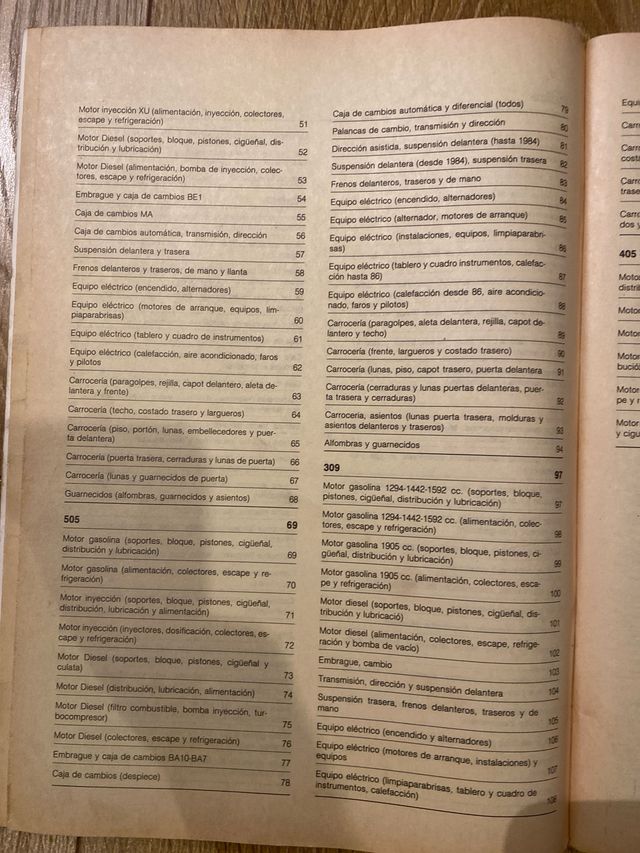 Motor inyección XU (alimentación, inyección, colectores,
escape y refrigeración) 51
Motor Diesel (soportes, bloque, pistones, cigüeñal, dis-
tribución y lubricación) 52
Motor Diesel (alimentación, bomba de inyección, colec-
tores, escape y refrigeración) 53
Embrague y caja de cambios BE1 54
Caja de cambios MA 55
Caja de cambios automática, transmisión, dirección 56
Suspensión delantera y trasera 57
Frenos delanteros y traseros, de mano y llanta 58
Equipo eléctrico (encendido, alternadores) 59
Equipo eléctrico (motores de arranque, equipos, lim-
piaparabrisas) 60
Equipo eléctrico (tablero y cuadro de instrumentos) 61
Equipo eléctrico (calefacción, aire acondicionado, faros
y pilotos 62
Carrocería (paragolpes, rejilla, capot delantero, aleta de-
lantera y frente) 63
Carrocería (techo, costado trasero y largueros) 64
Carrocería (piso, portón, lunas, embellecedores y puer-
ta delantera) 65
Carrocería (puerta trasera, cerraduras y lunas de puerta) 66
Carrocería (lunas y guarnecidos de puerta) 67
Guarnecidos (alfombras, guarnecidos y asientos) 68
505 69
Motor gasolina (soportes, bloque, pistones, cigüeñal,
distribución y lubricación) 69
Motor gasolina (alimentación, colectores, escape y re-
frigeración) 70
Motor inyección (soportes, bloque, pistones, cigüeñal,
distribución, lubricación y alimentación) 71
Motor inyección (inyectores, dosificación, colectores, es-
cape y refrigeración) 72
Motor Diesel (soportes, bloque, pistones, cigüeñal y
culata) 73
Motor Diesel (distribución, lubricación, alimentación) 74
Motor Diesel (filtro combustible, bomba inyección, tur-
bocompresor) 75
Motor Diesel (colectores, escape y refrigeración) 76
Embrague y caja de cambios BA10-BA7 77
Caja de cambios (despiece) 78
Caja de cambios automática y diferencial (todos) 79
Palancas de cambio, transmisión y dirección 80
Dirección asistida, suspensión delantera (hasta 1984) 81
Suspensión delantera (desde 1984), suspensión trasera 82
Frenos delanteros, traseros y de mano 83
Equipo eléctrico (encendido, alternadores) 84
Equipo eléctrico (alternador, motores de arranque) 85
Equipo eléctrico (instalaciones, equipos, limpiaparabri-
sas) 86
Equipo eléctrico (tablero y cuadro instrumentos, calefac-
ción hasta 86) 87
Equipo eléctrico (calefacción desde 86, aire acondicio-
nado, faros y pilotos) 88
Carrocería (paragolpes, aleta delantera, rejilla, capot de-
lantero y techo) 89
Carrocería (frente, largueros y costado trasero) 90
Carrocería (lunas, piso, capot trasero, puerta delantera 91
Carrocería (cerraduras y lunas puertas delanteras, puer-
ta trasera y cerraduras) 92
Carroceria, asientos (lunas puerta trasera, molduras y
asientos delanteros y traseros) 93
Alfombras y guarnecidos 94
309 97
Motor gasolina 1294-1442-1592 cc. (soportes, bloque,
pistones, cigüeñal, distribución y lubricación) 97
Motor gasolina 1294-1442-1592 cc. (alimentación, colec-
tores, escape y refrigeración) 98
Motor gasolina 1905 cc. (soportes, bloque, pistones, ci-
güeñal, distribución y lubricación) 99
Motor gasolina 1905 cc. (alimentación, colectores, esca-
pe y refrigeración) 100
Motor diesel (soportes, bloque, pistones, cigüeñal, dis-
tribución y lubricació) 101
Motor diesel (alimentación, colectores, escape, refrige-
ración y bomba de vacío) 102
Embrague, cambio 103
Transmisión, dirección y suspensión delantera 104
Suspensión trasera, frenos delanteros, traseros y de
mano 105
Equipo eléctrico (encendido y alternadores) 106
Equipo eléctrico (motores de arranque, instalaciones) y
equipos 107
Equipo eléctrico (limpiaparabrisas, tablero y cuadro de
instrumentos, calefacción) 108
Equi
Carr
Carro
costa
Carro
trase
Carro
dos y
405
Moto
distril
Motor
Motor
Motor
bució
Motor
pe y r
Motor
y cigu